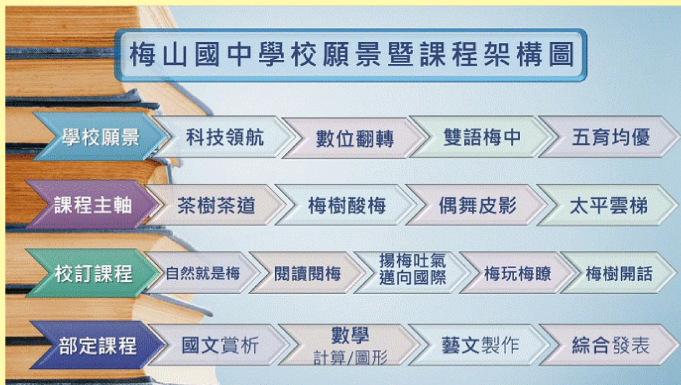 梅山國中學校願景暨課程架構圖
學校願景 科技領航 數位翻轉 雙語梅中 五育均優
課程主軸 茶樹茶道 梅樹酸梅 偶舞皮影 太平雲梯
校訂課程 自然就是梅 閱讀閱梅 揚梅吐氣 邁向國際 梅玩梅瞭 梅樹開話
部定課程 國文賞析 數學 計算/圖形 藝文製作 綜合發表